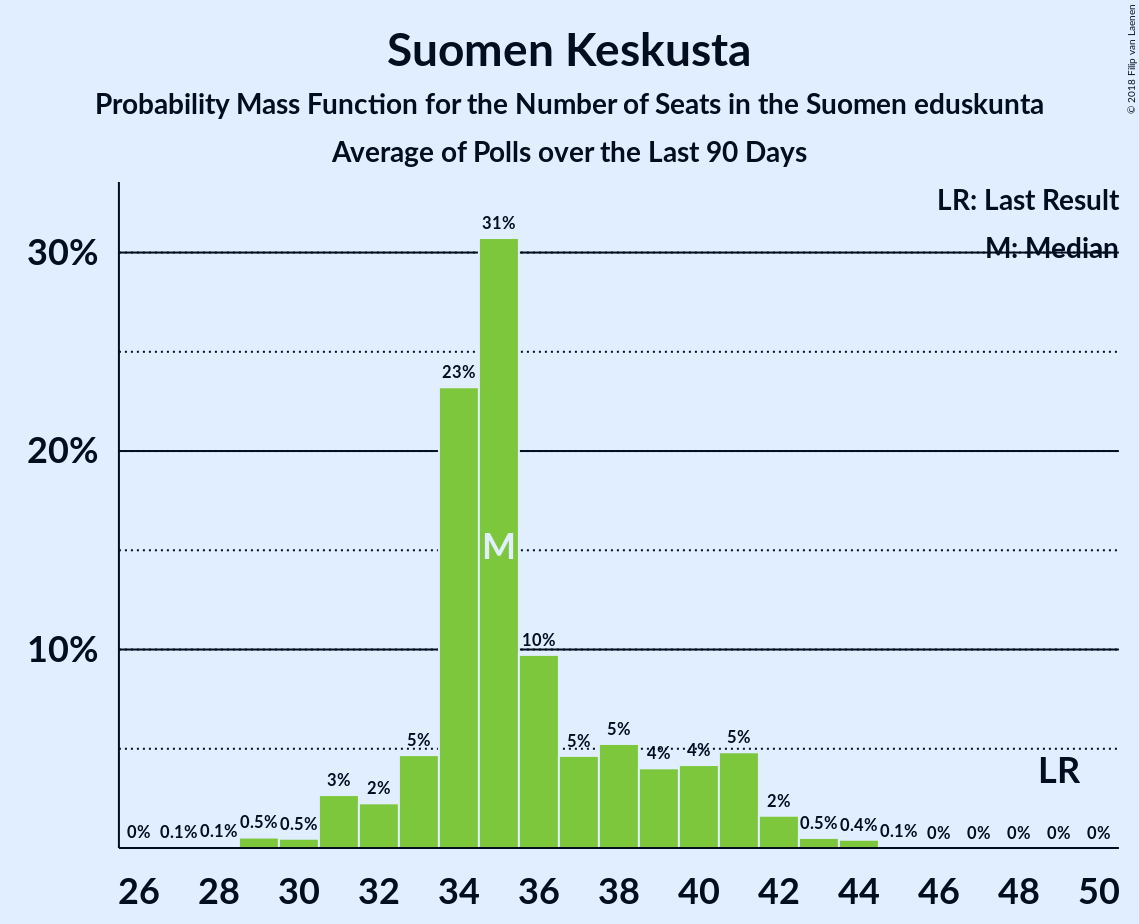 Suomen Keskusta
Probability Mass Function for the Number of Seats in the Suomen eduskunta
Average of Polls over the Last 90 Days
© 2018 Filip van Laenen
LR: Last Result
M: Median
30%
20%
10%
0% 0.1% 0.1% 0.5% 0.5% 3% 2% 5% 23% 31% 10% 5% 5% 4% 4% 5% 2% 0.5% 0.4% 0.1% 0% 0% 0% 0% 0%
M
LR
26 28 30 32 34 36 38 40 42 44 46 48 50